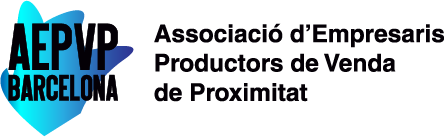 AEPVP
BARCELONA
Associació d’Empresaris
Productors de Venda
de Proximitat